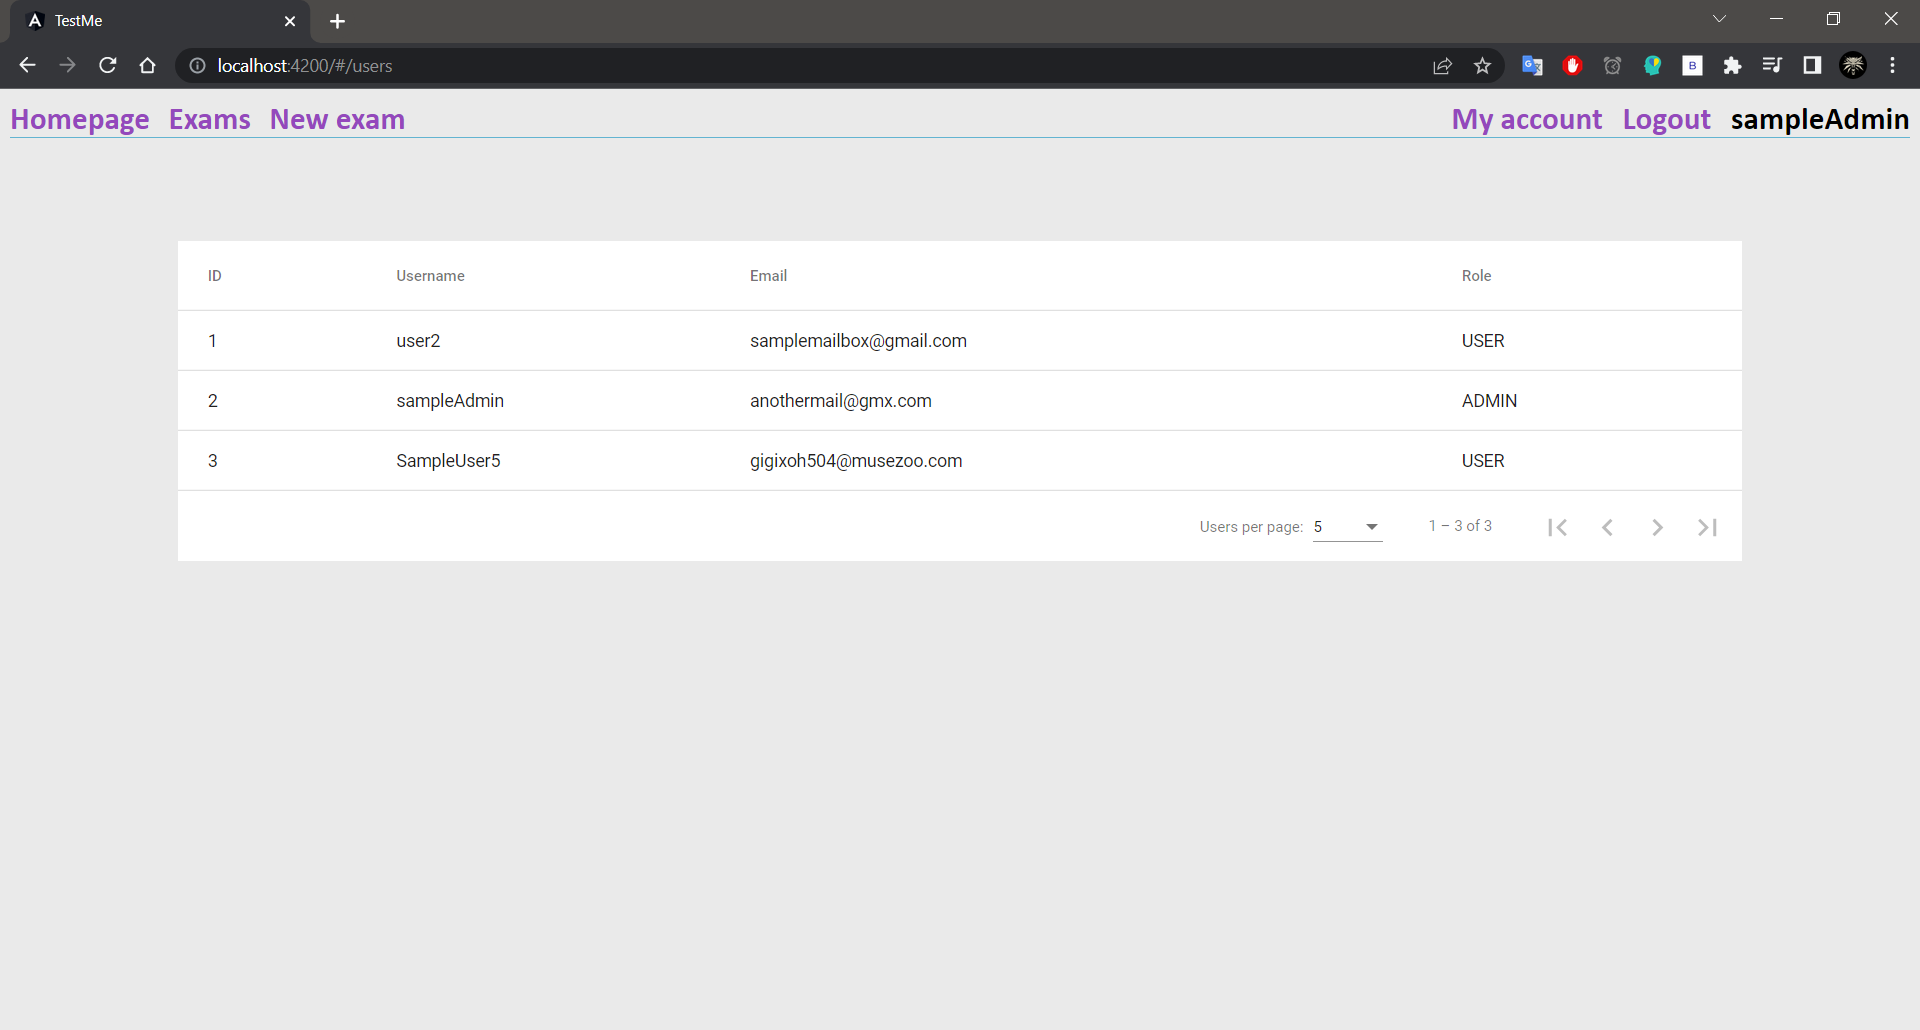 TestMe
localhost:4200/#/users
Homepage Exams New exam My account Logout sampleAdmin
ID Username Email Role
1 user2 samplemailbox@gmail.com USER
2 sampleAdmin anothermail@gmx.com ADMIN
3 SampleUser5 gigixoh504@musezoo.com USER
Users per page: 5 1 – 3 of 3